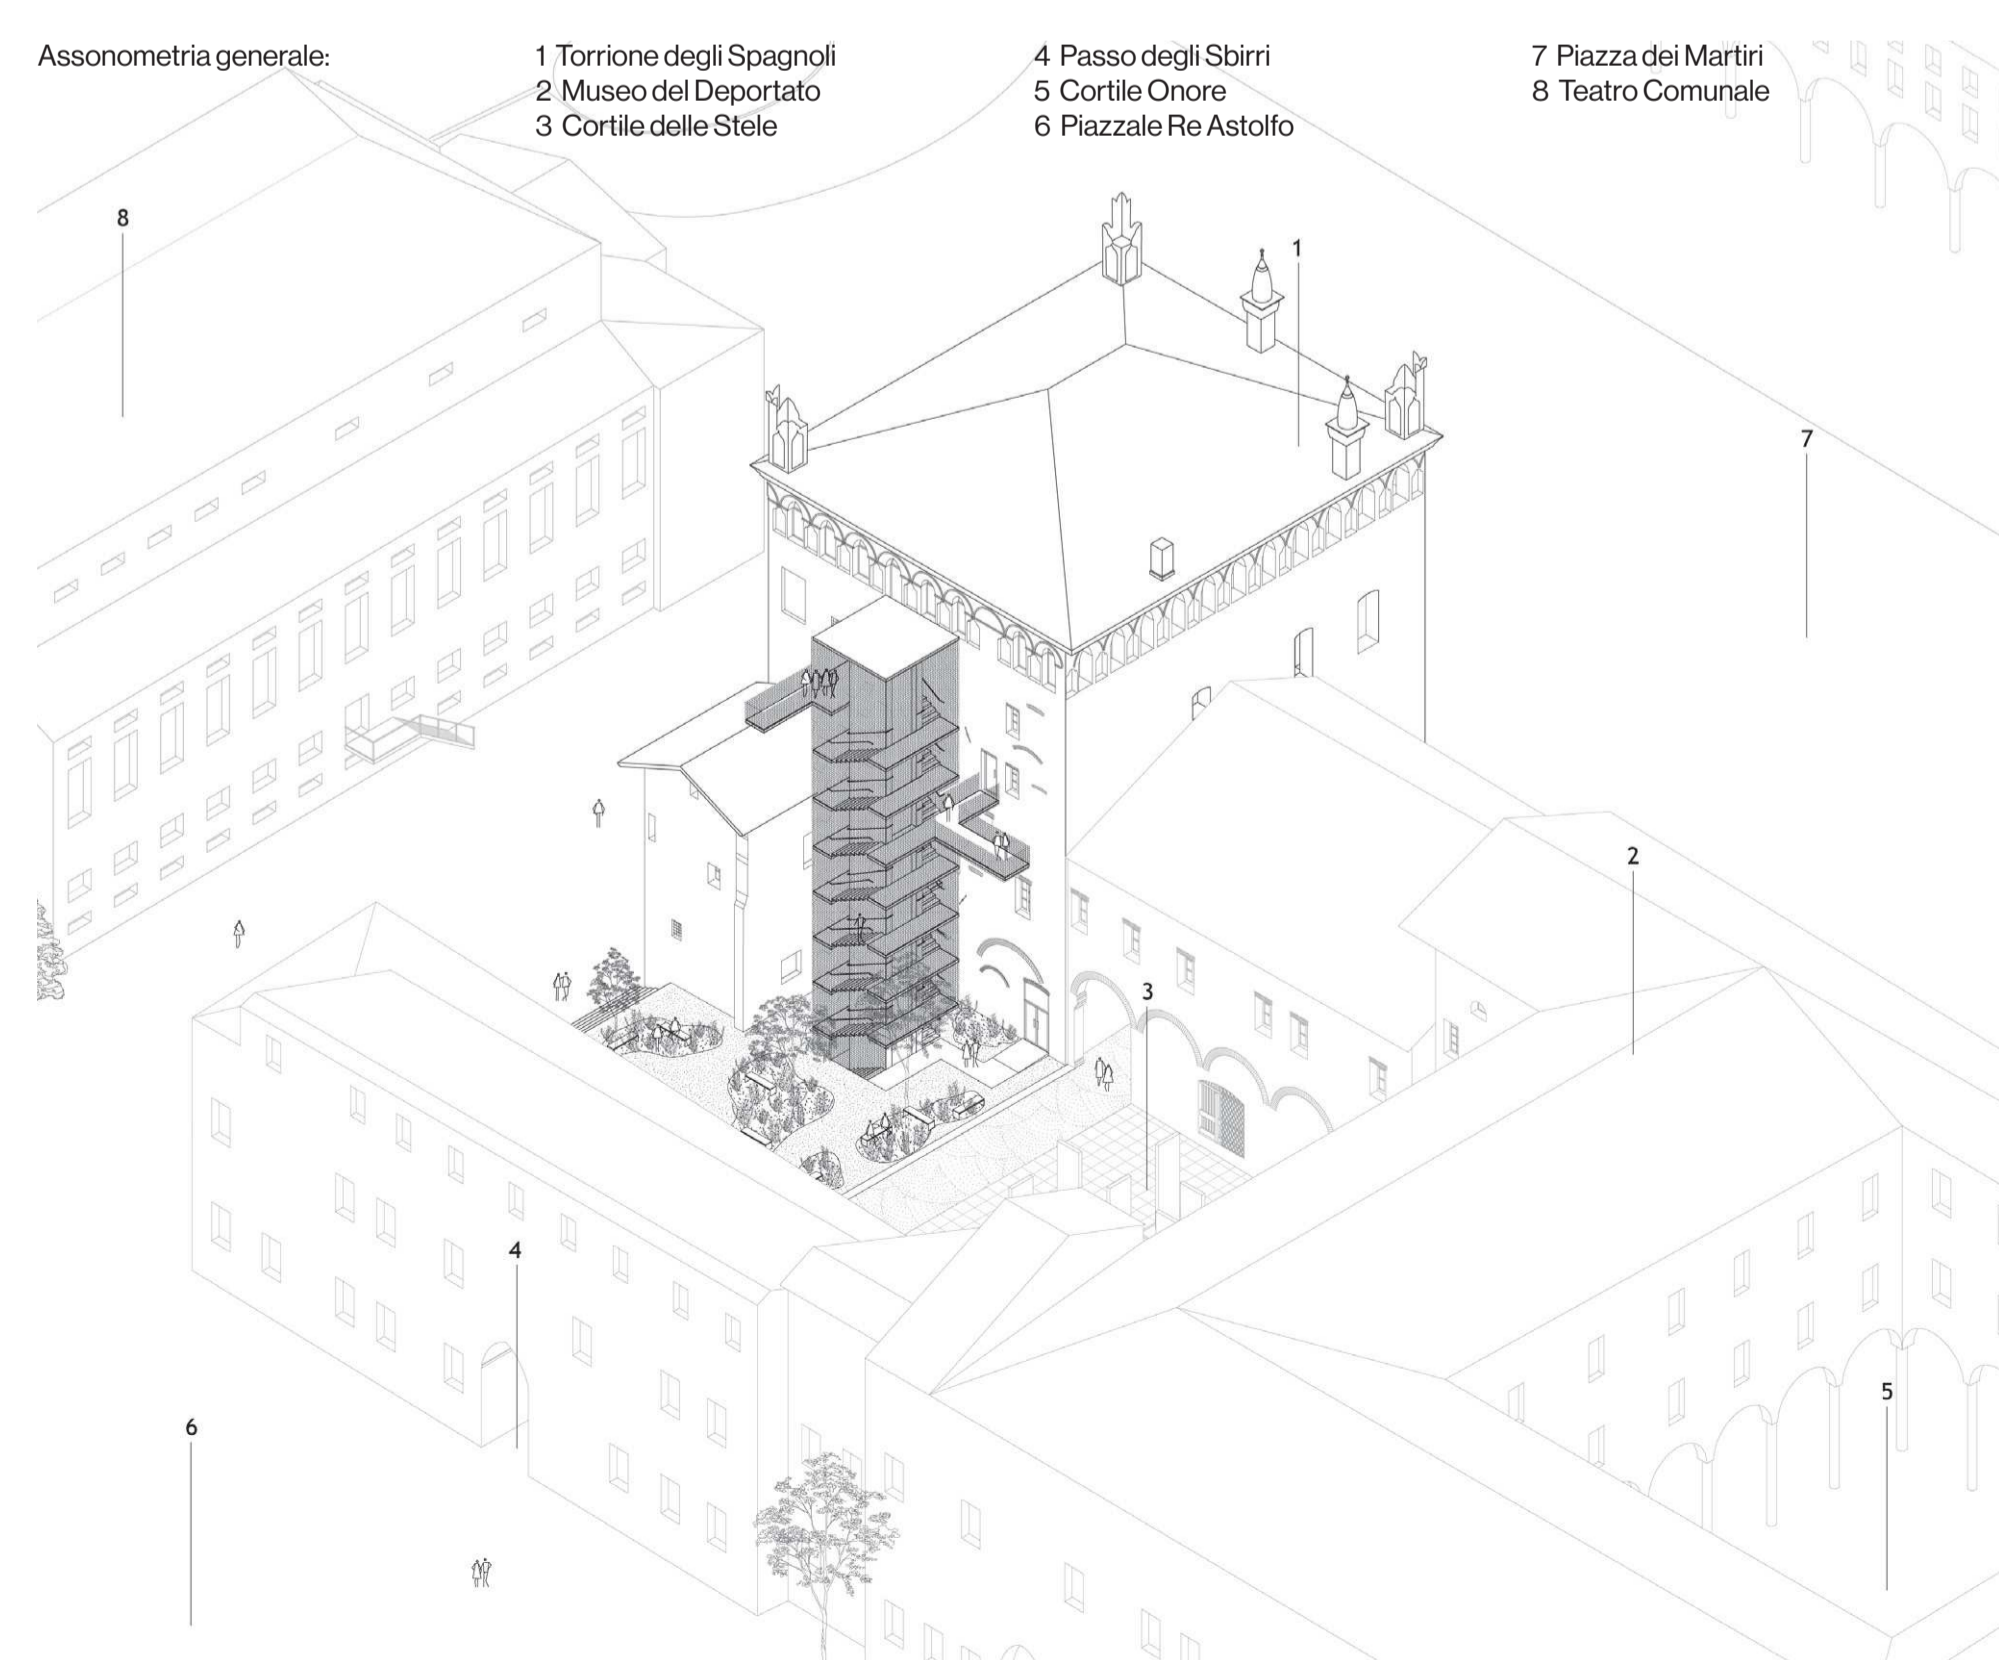 Assonometria generale:
1 Torrione degli Spagnoli
2 Museo del Deportato
3 Cortile delle Stele
4 Passo degli Sbirri
5 Cortile Onore
6 Piazzale Re Astolfo
7 Piazza dei Martiri
8 Teatro Comunale
8
1
7
2
3
4
5
6